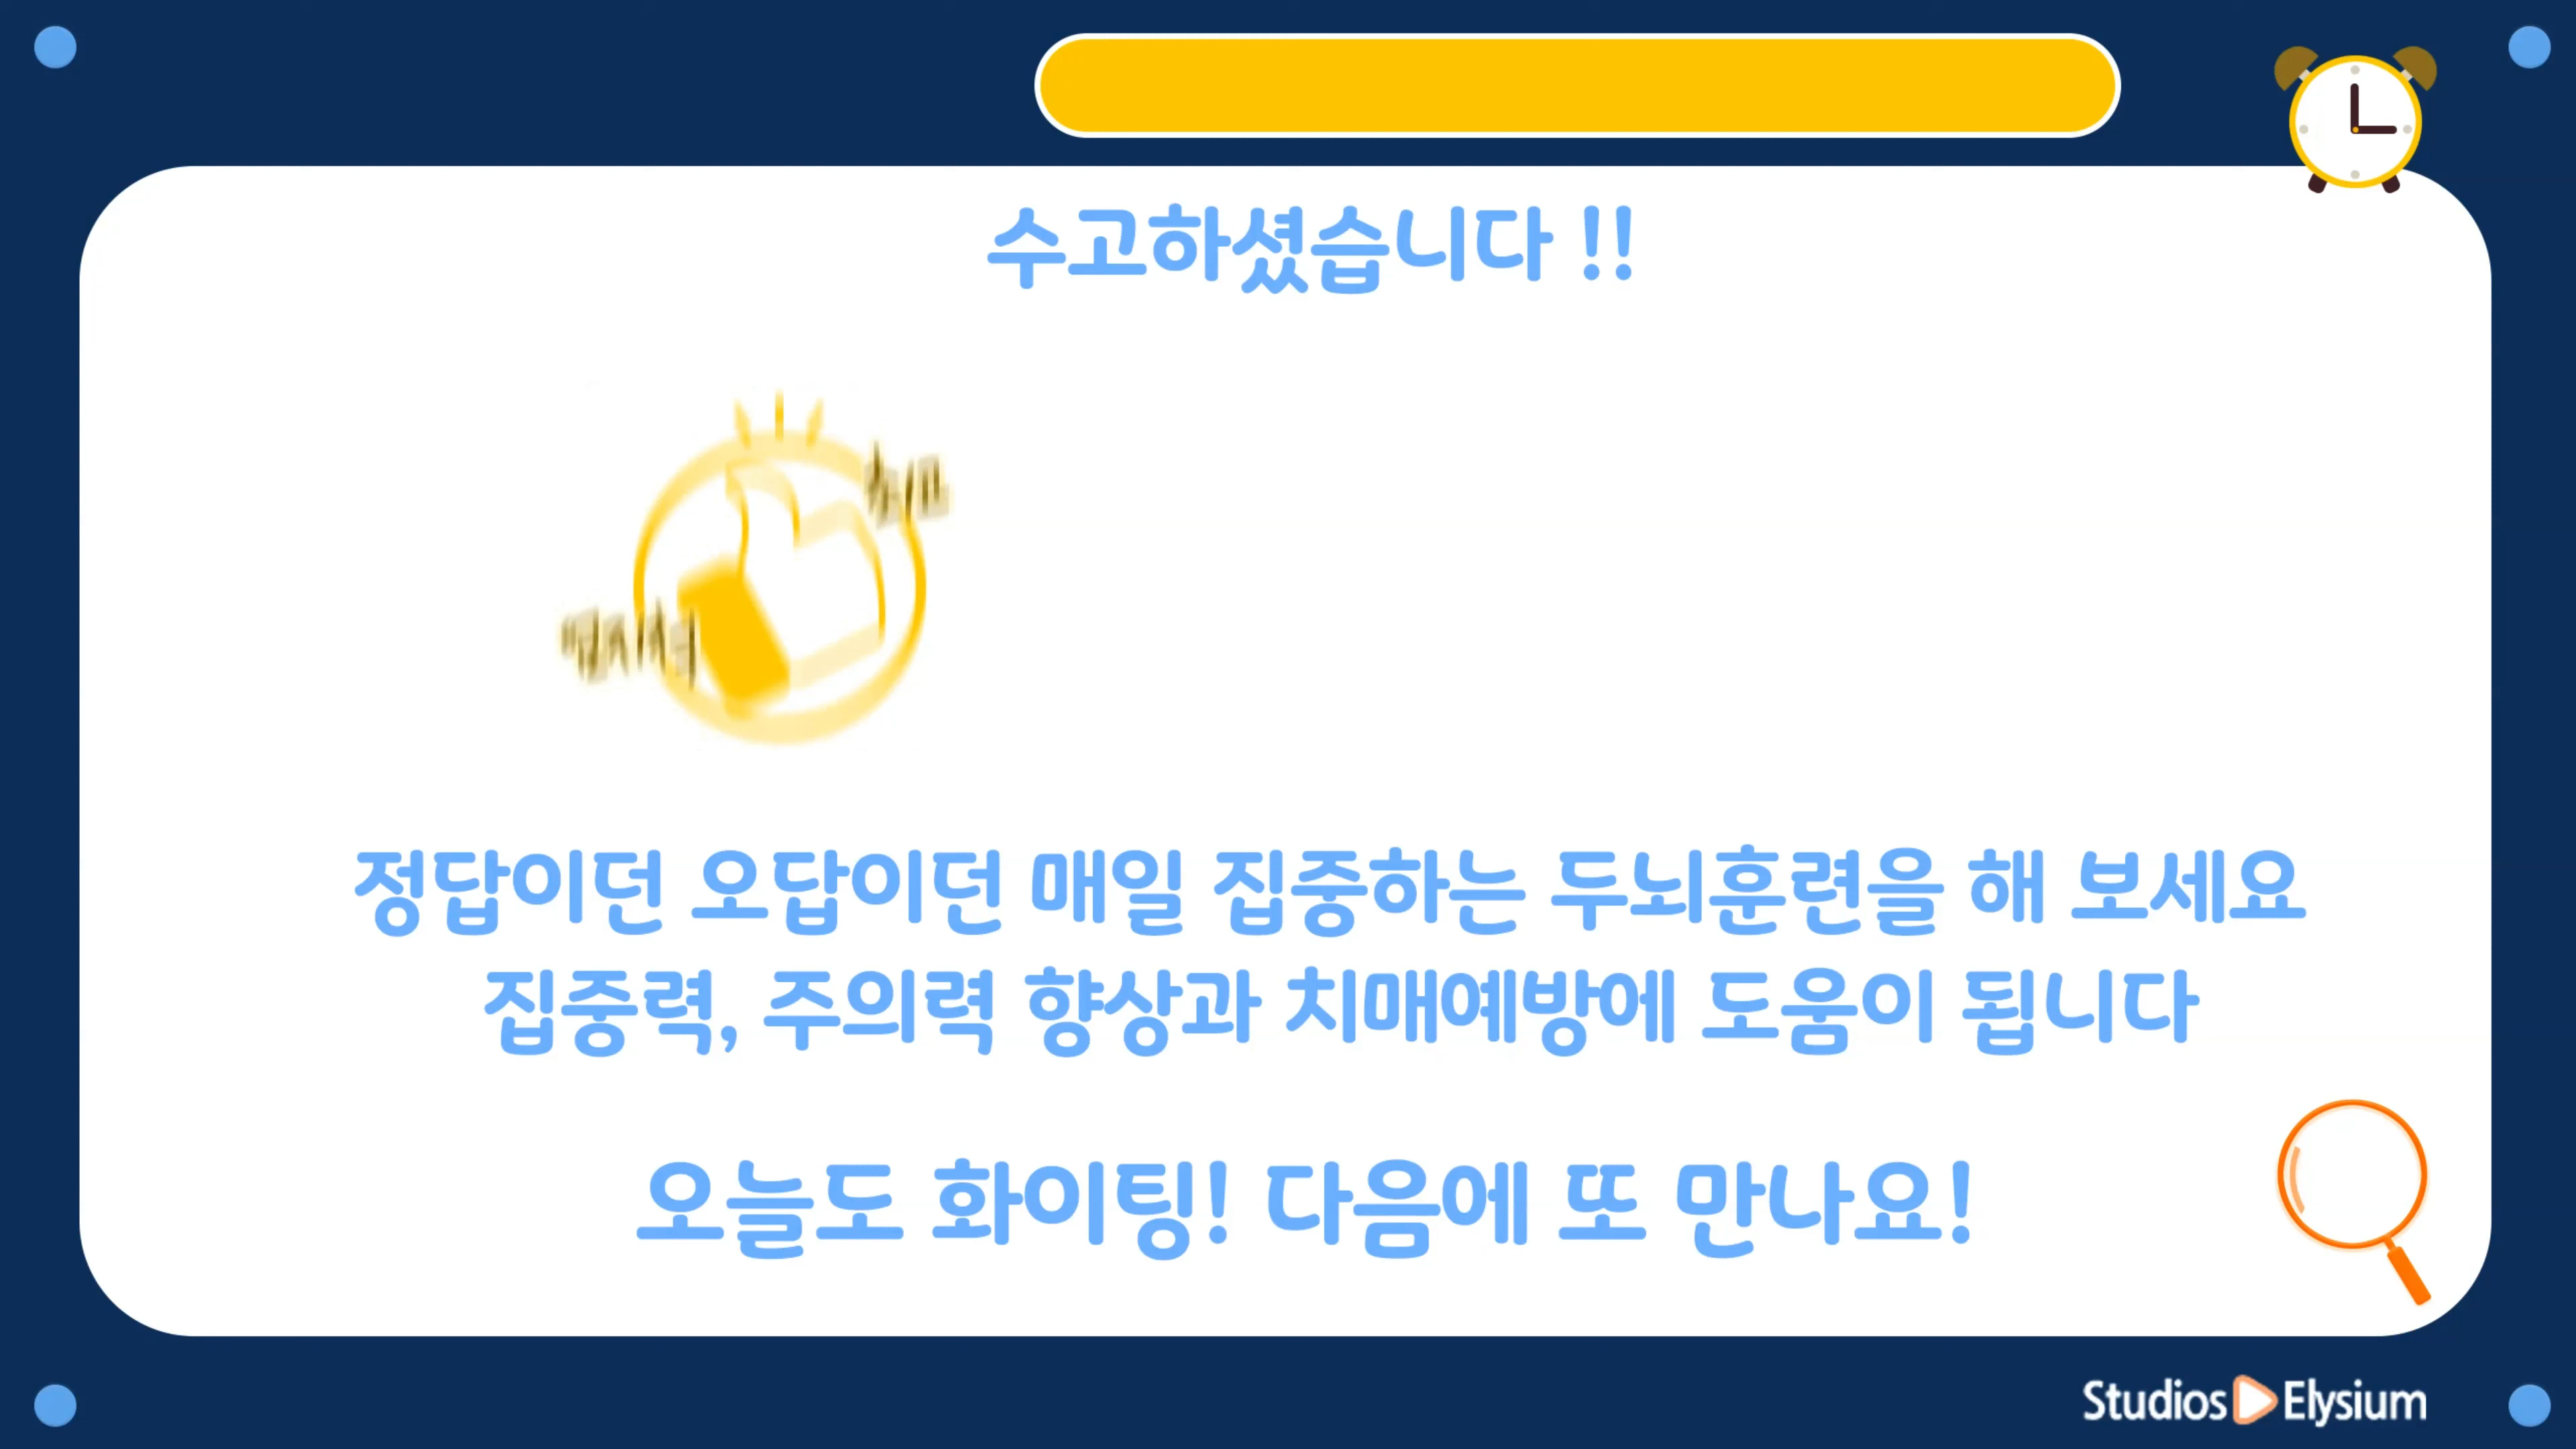 수고하셨습니다 !!
정답이던 오답이던 매일 집중하는 두뇌훈련을 해 보세요
집중력, 주의력 향상과 치매예방에 도움이 됩니다
오늘도 화이팅! 다음에 또 만나요!
Studios Elysium